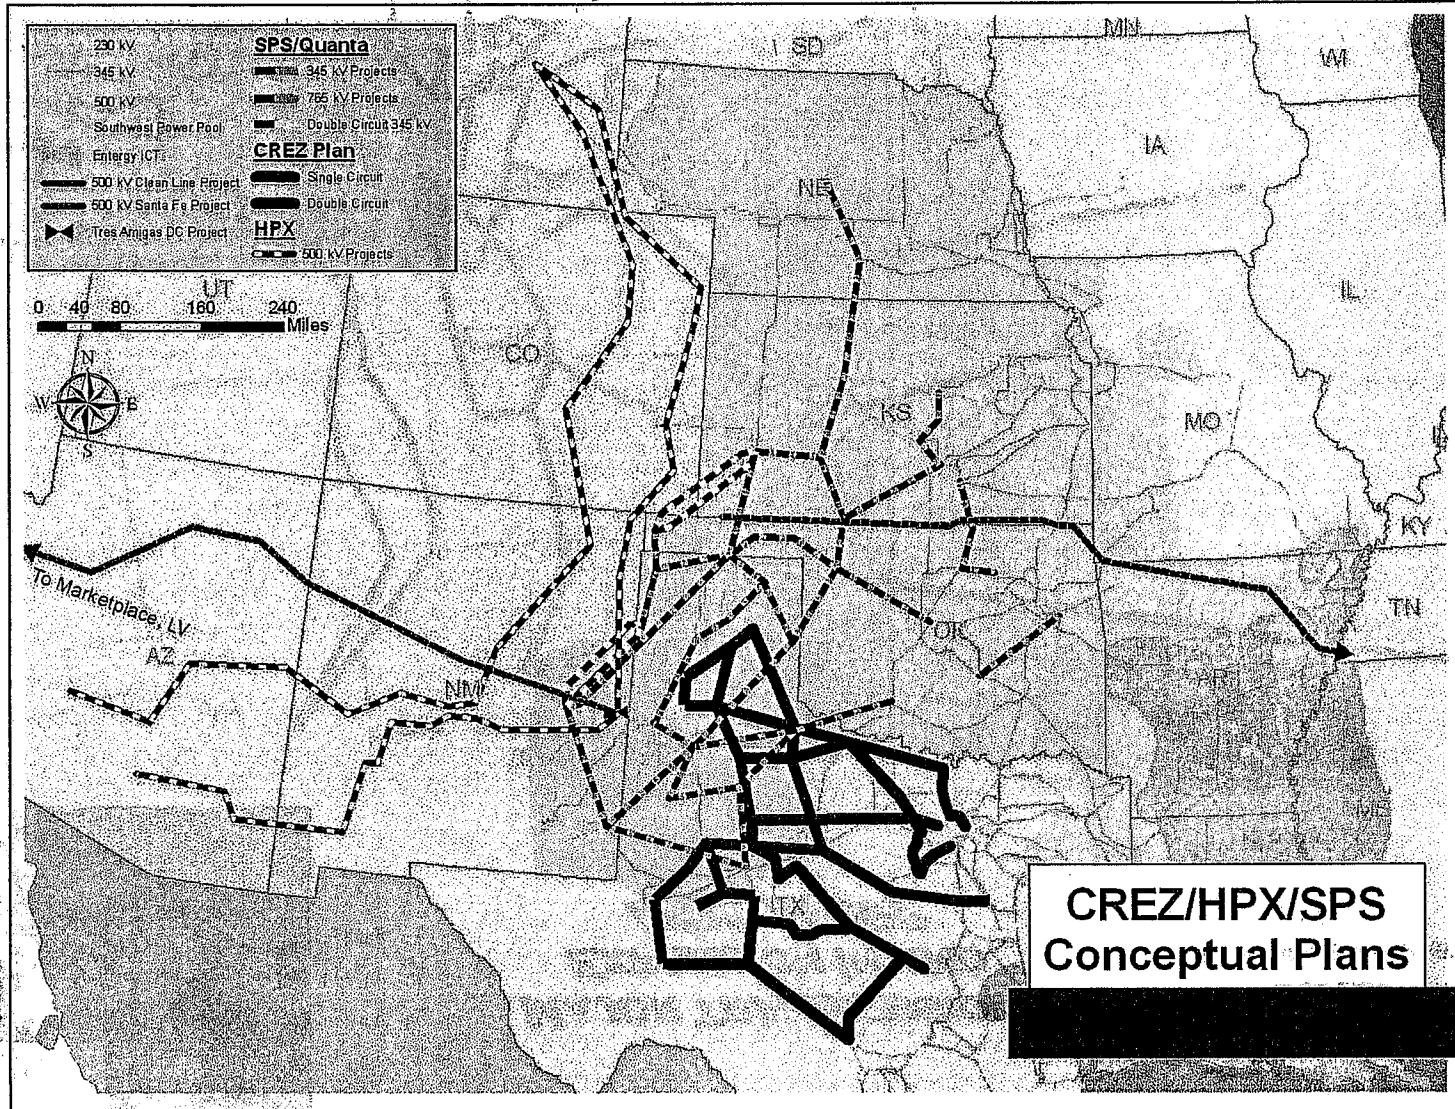 230 kV
345 kV
500 kV
Southwest Power Pool
Entergy ICT
500 kV Clean Line Project
500 kV Santa Fe Project
Tres Amigas DC Project
SPS/Quanta
345 kV Projects
765 kV Projects
Double Circuit 345 kV
CREZ Plan
Single Circuit
Double Circuit
HPX
500 kV Projects
SD
MN
WI
IA
NE
UT
0 40 80 160 240
Miles
IL
CO
N
W E
S
KS
MO
KY
To Marketplace, LV
TN
AZ
OK
NM
AR
MS
TX
CREZ/HPX/SPS
Conceptual Plans